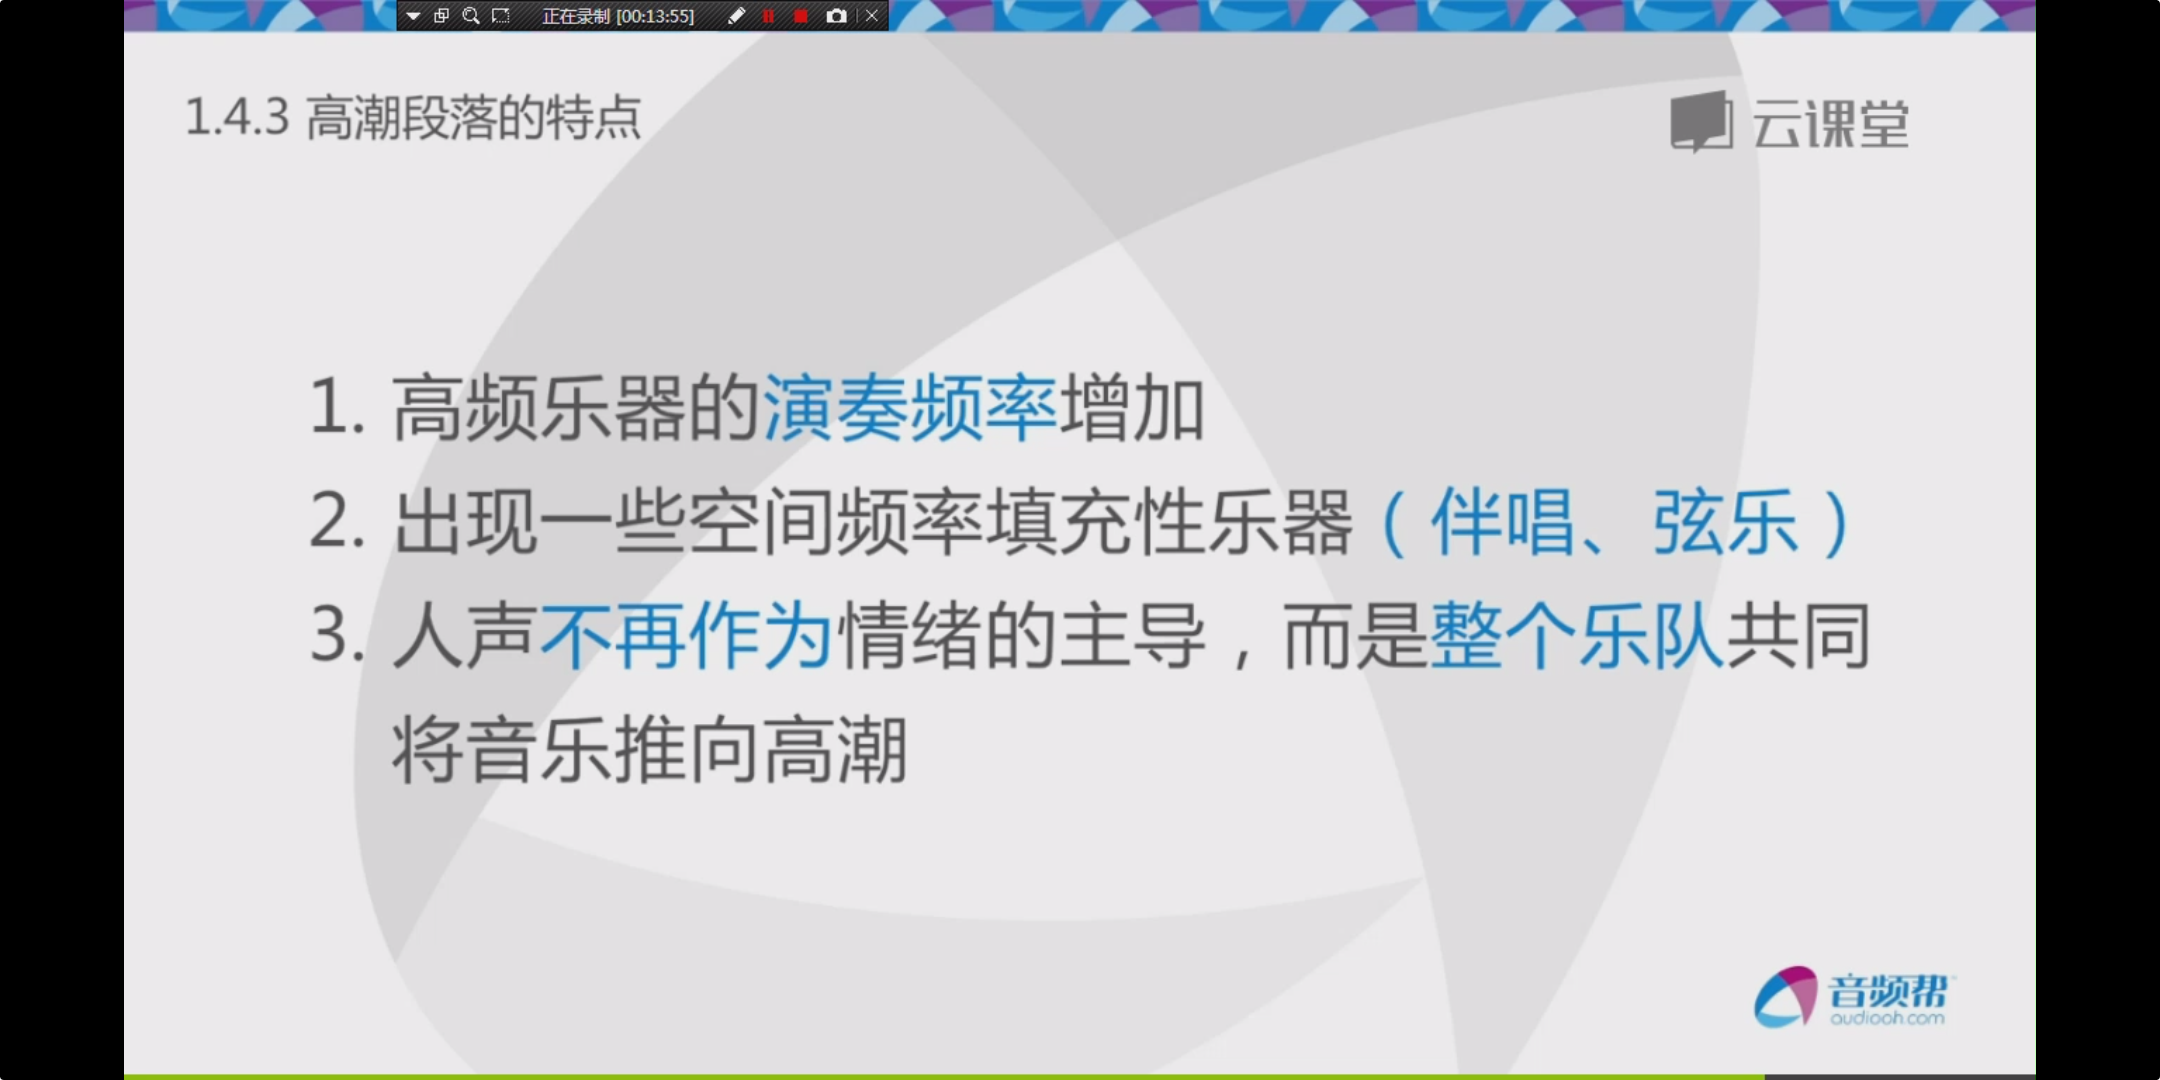 正在录制 [00:13:55]
1.4.3 高潮段落的特点
云课堂
1. 高频乐器的演奏频率增加
2. 出现一些空间频率填充性乐器（伴唱、弦乐）
3. 人声不再作为情绪的主导，而是整个乐队共同
将音乐推向高潮
音频帮
audiooh.com